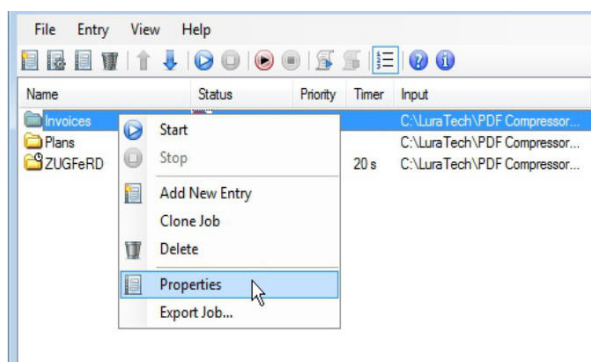 File Entry View Help
Name Status Priority Timer Input
Invoices C:\LuraTech\PDF Compressor...
Plans C:\LuraTech\PDF Compressor...
ZUGFeRD 20 s C:\LuraTech\PDF Compressor...
Start
Stop
Add New Entry
Clone Job
Delete
Properties
Export Job...